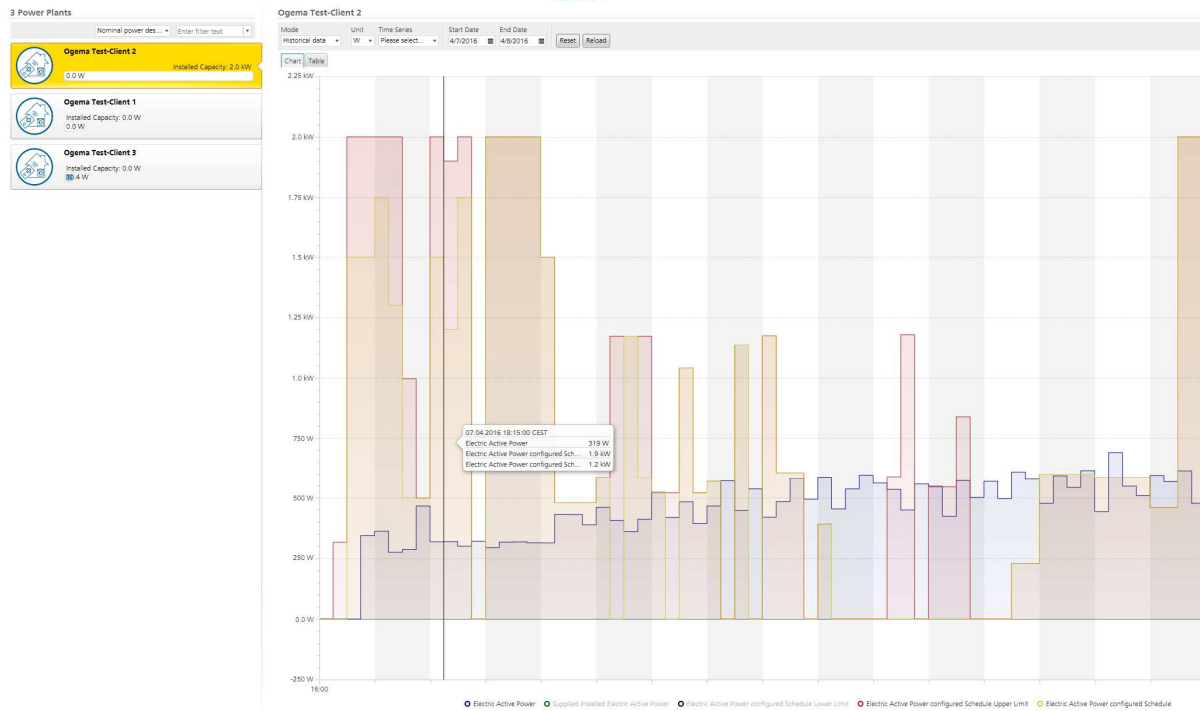 3 Power Plants
Nominal power des... Enter filter text
Ogema Test-Client 2
Installed Capacity: 2.0 kW
0.0 W
Ogema Test-Client 1
Installed Capacity: 0.0 W
0.0 W
Ogema Test-Client 3
Installed Capacity: 0.0 W
10.4 W
Ogema Test-Client 2
Mode Unit Time Series Start Date End Date
Historical data W Please select... 4/7/2016 4/8/2016 Reset Reload
Chart Table
2.25 kW
2.0 kW
1.75 kW
1.5 kW
1.25 kW
1.0 kW
750 W
500 W
250 W
0.0 W
-250 W
16:00
07.04.2016 18:15:00 CEST
Electric Active Power 319 W
Electric Active Power configured Sch... 1.9 kW
Electric Active Power configured Sch... 1.2 kW
Electric Active Power Supplied Installed Electric Active Power Electric Active Power configured Schedule Lower Limit Electric Active Power configured Schedule Upper Limit Electric Active Power configured Schedule